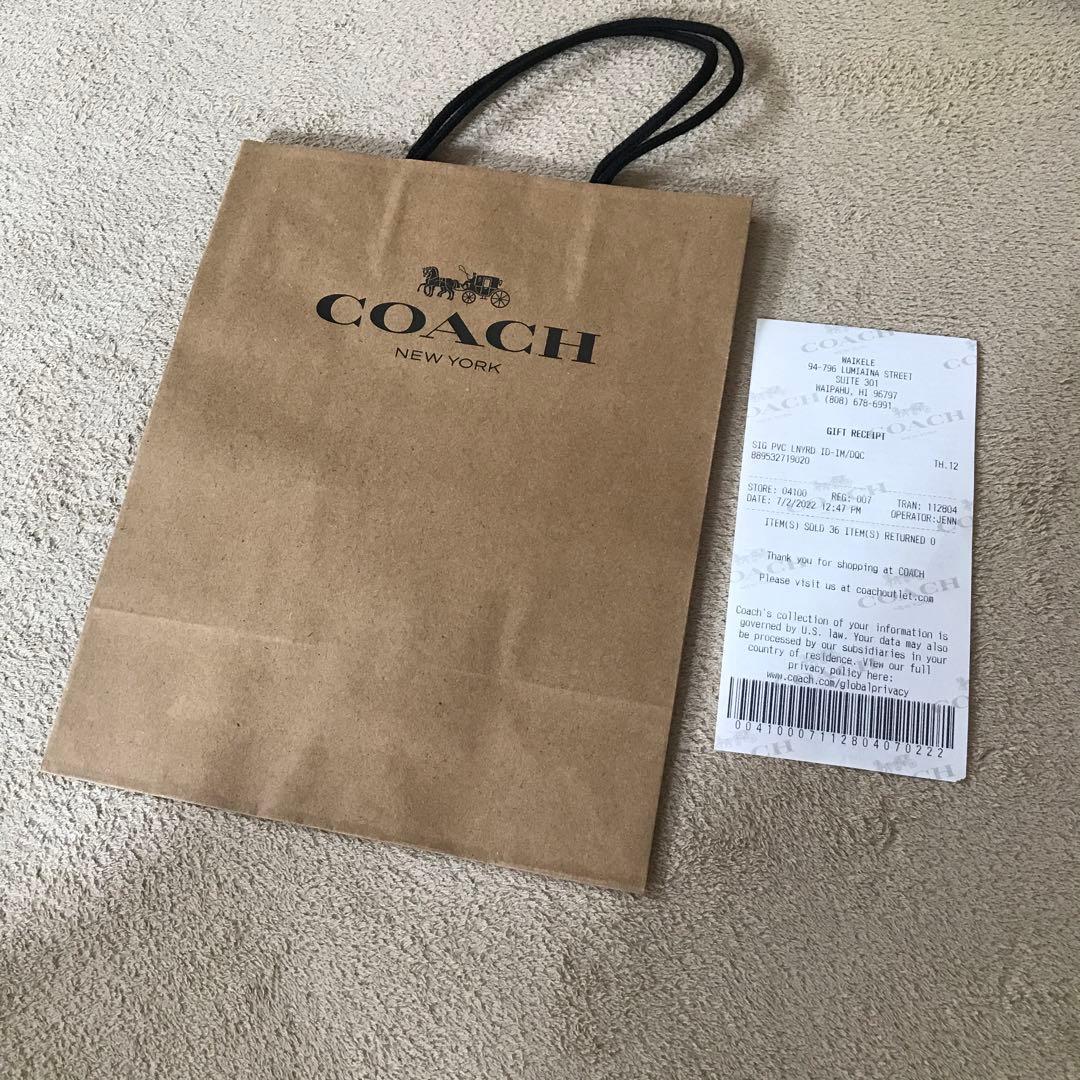 COACH
NEW YORK
WAIKELE
94-796 LUMIAINA STREET
SUITE 301
WAIPAHU, HI 96797
(808) 678-6991
GIFT RECEIPT
SIG PVC LNYRD ID-IM/DQC
889532719020 TH.12
STORE: 04100 REG: 007 TRAN: 112804
DATE: 7/2/2022 12:47 PM OPERATOR:JENN
ITEM(S) SOLD 36 ITEM(S) RETURNED 0
Thank you for shopping at COACH
Please visit us at coachoutlet.com
Coach's collection of your information is
governed by U.S. law. Your data may also
be processed by our subsidiaries in your
country of residence. View our full
privacy policy here:
www.coach.com/globalprivacy
00410007112804070222